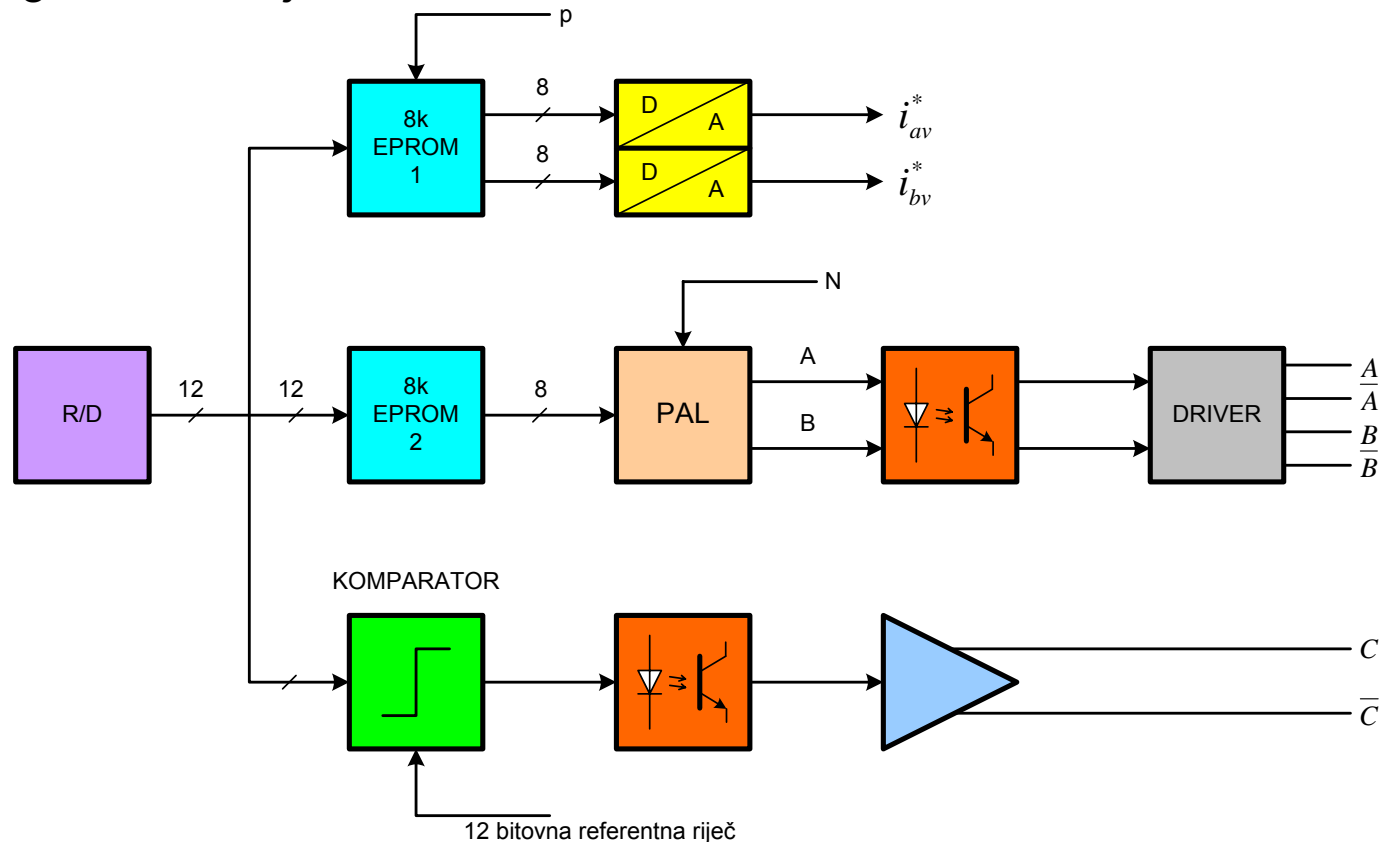 p
8k
EPROM
1
8
8
D
A
D
A
i*av
i*bv
N
R/D
12
12
8k
EPROM
2
8
PAL
A
B
DRIVER
A
A̅
B
B̅
KOMPARATOR
C
C̅
12 bitovna referentna riječ